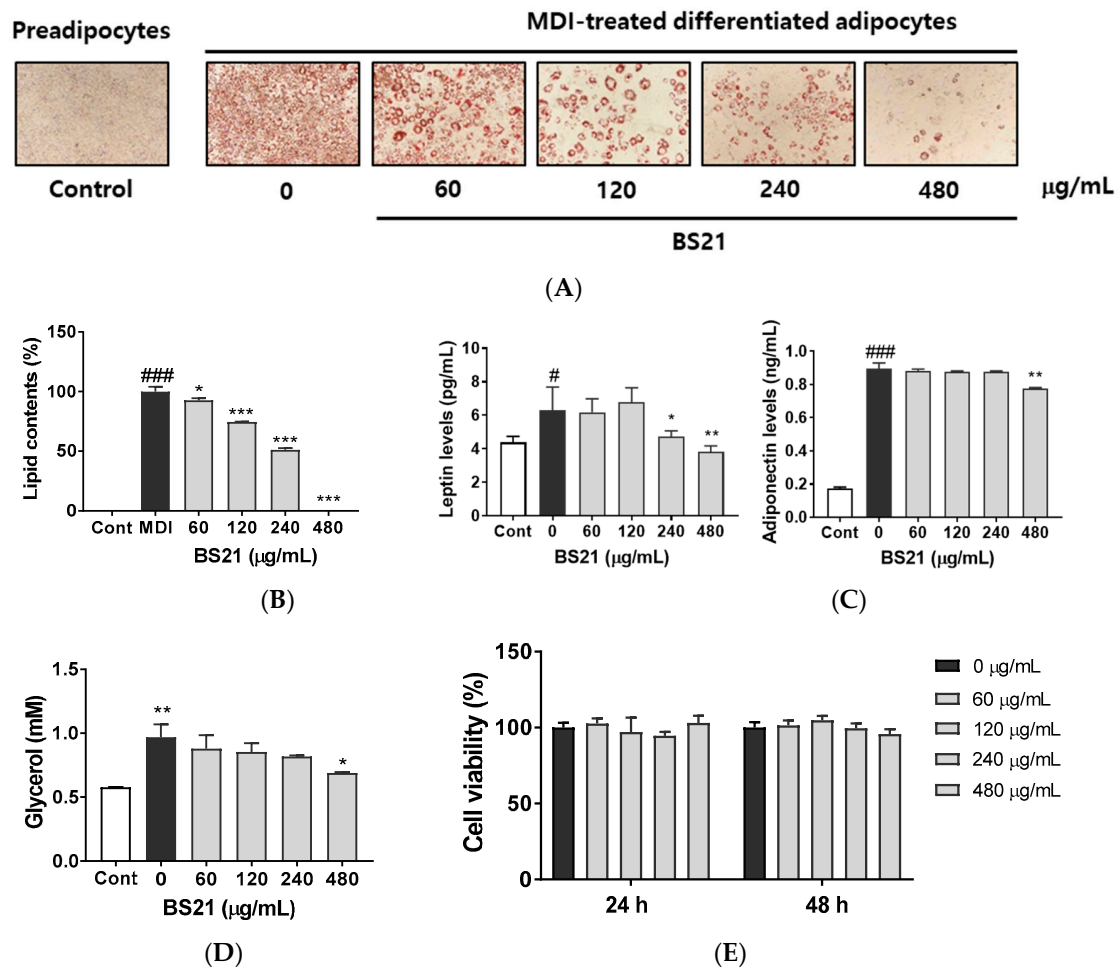 MDI-treated differentiated adipocytes
Preadipocytes
Control
0
60
120
240
480
μg/mL
BS21
(A)
Lipid contents (%)
150
100
50
0
###
*
***
***
***
Cont MDI 60 120 240 480
BS21 (μg/mL)
(B)
Leptin levels (pg/mL)
10
8
6
4
2
0
#
*
**
Cont 0 60 120 240 480
BS21 (μg/mL)
Adiponectin levels (ng/mL)
1.0
0.8
0.6
0.4
0.2
0.0
###
**
Cont 0 60 120 240 480
BS21 (μg/mL)
(C)
Glycerol (mM)
1.5
1.0
0.5
0.0
**
*
Cont 0 60 120 240 480
BS21 (μg/mL)
(D)
Cell viability (%)
150
100
50
0
24 h 48 h
0 μg/mL
60 μg/mL
120 μg/mL
240 μg/mL
480 μg/mL
(E)